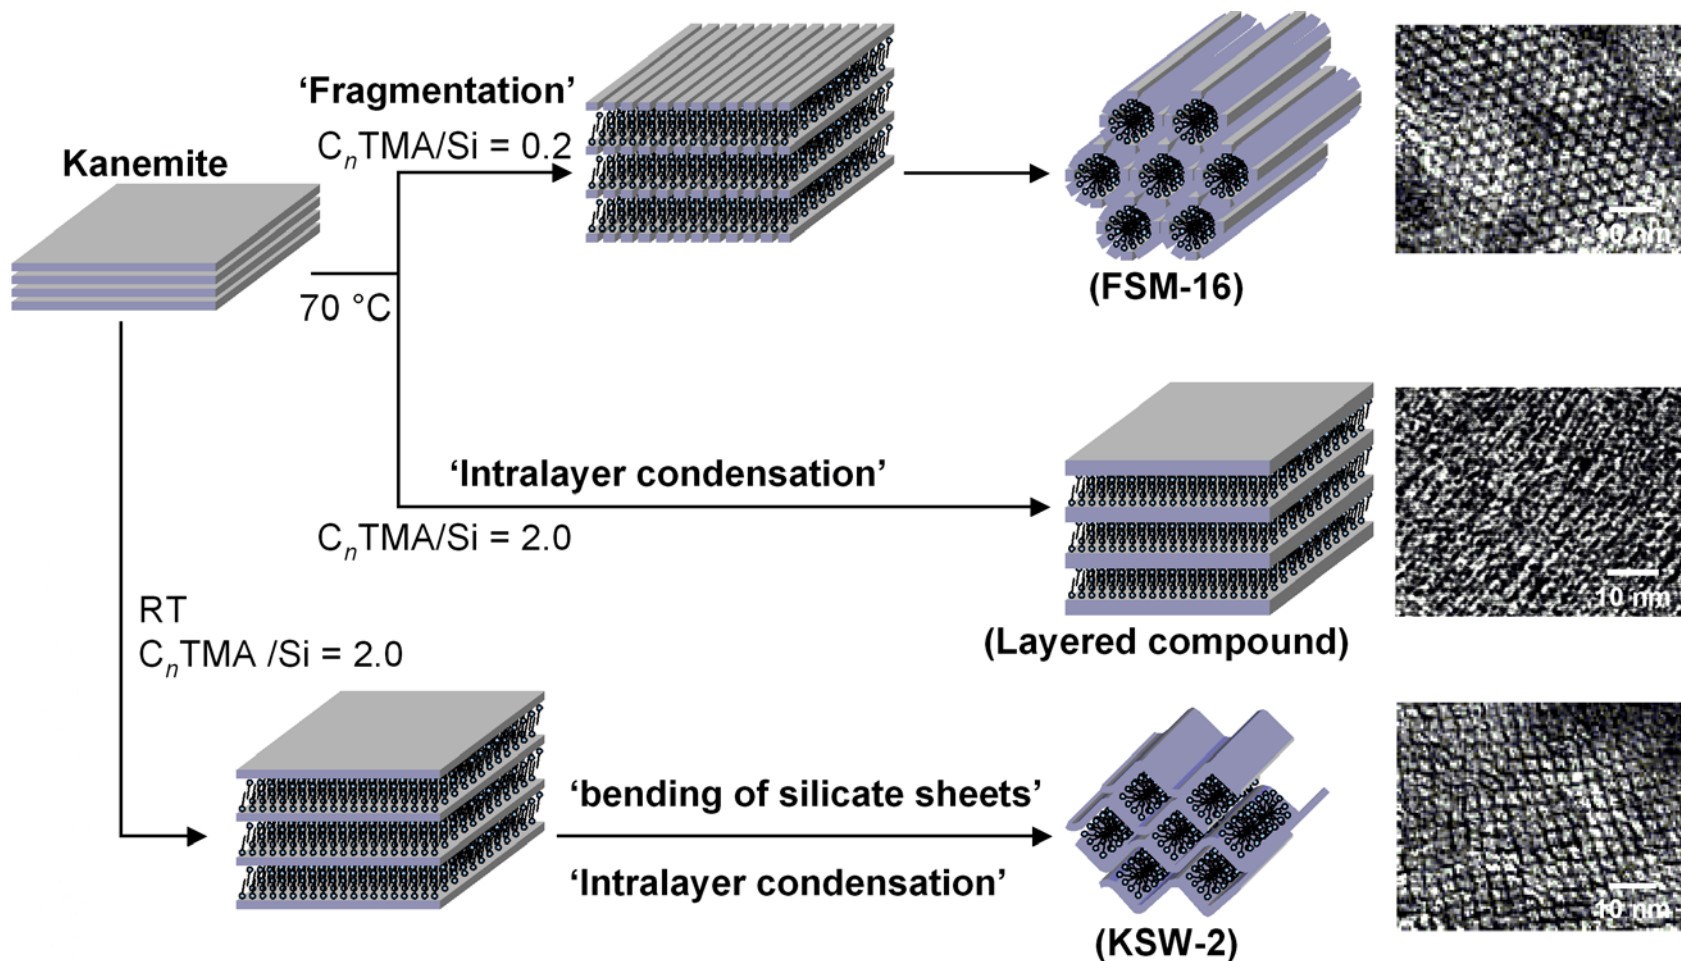 ‘Fragmentation’
CnTMA/Si = 0.2
Kanemite
70 °C
(FSM-16)
10 nm
‘Intralayer condensation’
CnTMA/Si = 2.0
(Layered compound)
10 nm
RT
CnTMA /Si = 2.0
‘bending of silicate sheets’
‘Intralayer condensation’
(KSW-2)
10 nm